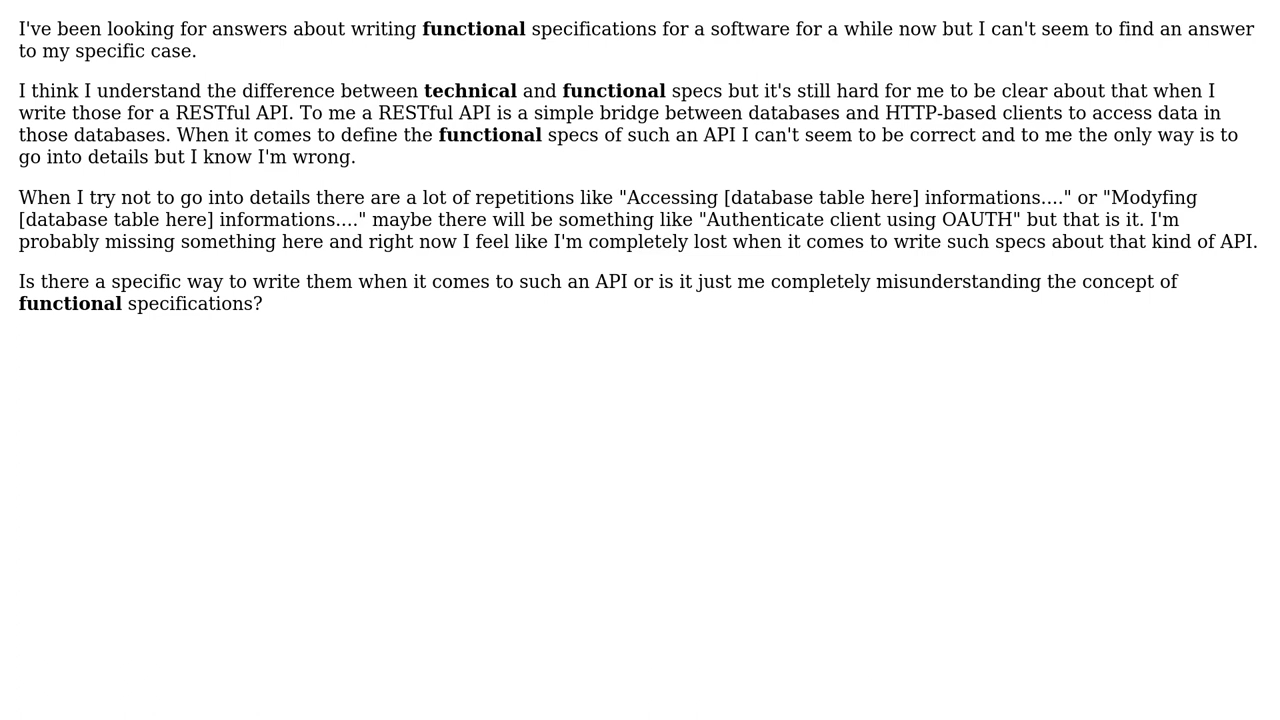 I've been looking for answers about writing functional specifications for a software for a while now but I can't seem to find an answer
to my specific case.
I think I understand the difference between technical and functional specs but it's still hard for me to be clear about that when I
write those for a RESTful API. To me a RESTful API is a simple bridge between databases and HTTP-based clients to access data in
those databases. When it comes to define the functional specs of such an API I can't seem to be correct and to me the only way is to
go into details but I know I'm wrong.
When I try not to go into details there are a lot of repetitions like "Accessing [database table here] informations...." or "Modyfing
[database table here] informations...." maybe there will be something like "Authenticate client using OAUTH" but that is it. I'm
probably missing something here and right now I feel like I'm completely lost when it comes to write such specs about that kind of API.
Is there a specific way to write them when it comes to such an API or is it just me completely misunderstanding the concept of
functional specifications?